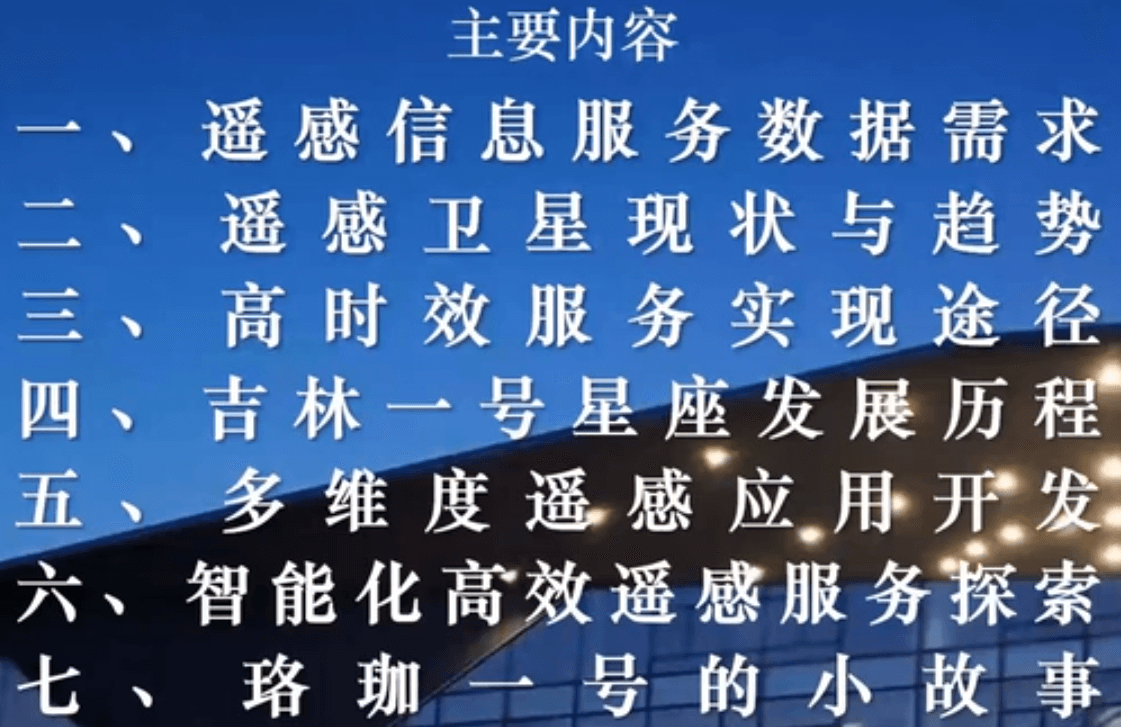 主要内容
一、遥感信息服务数据需求
二、遥感卫星现状与趋势
三、高时效服务实现途径
四、吉林一号星座发展历程
五、多维度遥感应用开发
六、智能化高效遥感服务探索
七、珞珈一号的小故事